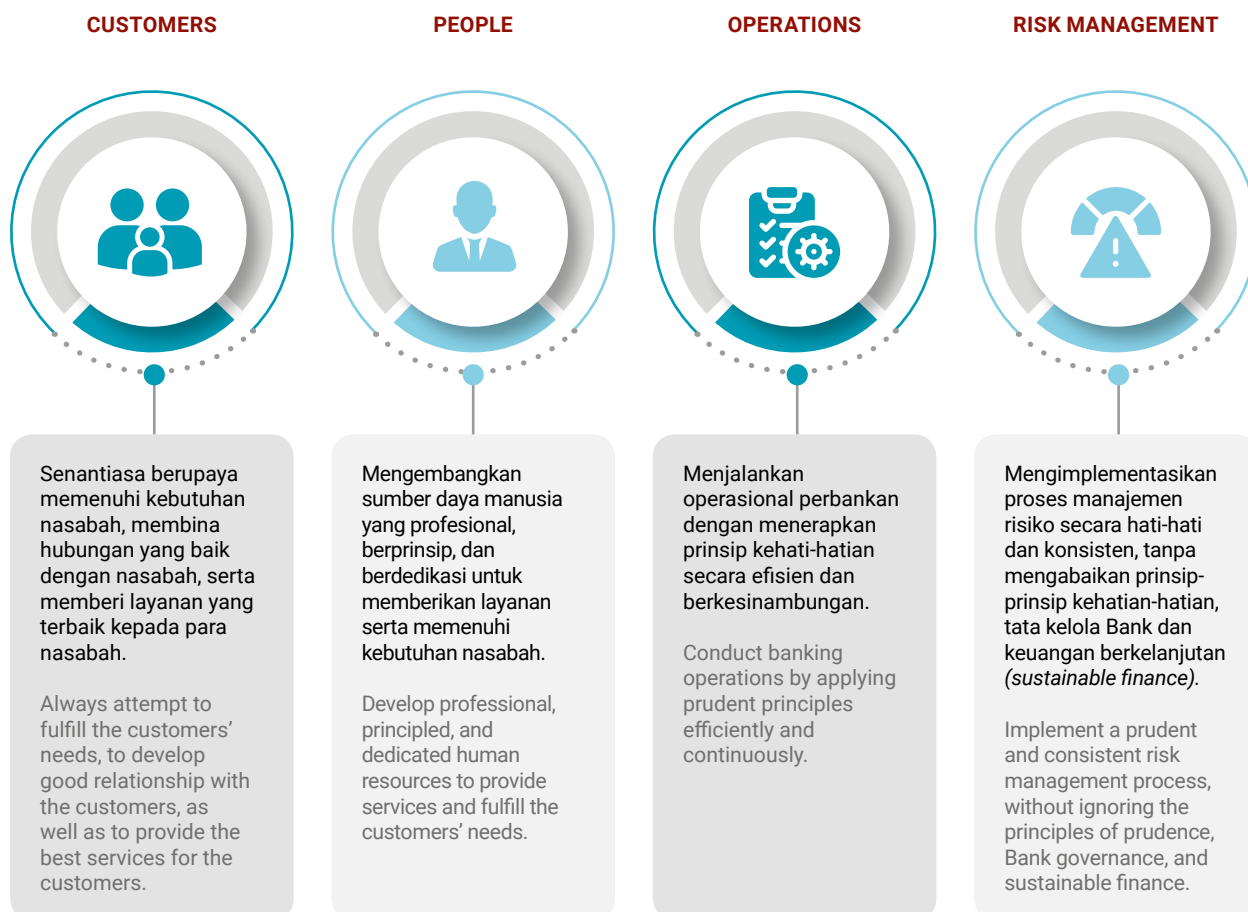 CUSTOMERS
Senantiasa berupaya
memenuhi kebutuhan
nasabah, membina
hubungan yang baik
dengan nasabah, serta
memberi layanan yang
terbaik kepada para
nasabah.
Always attempt to
fulfill the customers’
needs, to develop
good relationship with
the customers, as
well as to provide the
best services for the
customers.
PEOPLE
Mengembangkan
sumber daya manusia
yang profesional,
berprinsip, dan
berdedikasi untuk
memberikan layanan
serta memenuhi
kebutuhan nasabah.
Develop professional,
principled, and
dedicated human
resources to provide
services and fulfill the
customers’ needs.
OPERATIONS
Menjalankan
operasional perbankan
dengan menerapkan
prinsip kehati-hatian
secara efisien dan
berkesinambungan.
Conduct banking
operations by applying
prudent principles
efficiently and
continuously.
RISK MANAGEMENT
Mengimplementasikan
proses manajemen
risiko secara hati-hati
dan konsisten, tanpa
mengabaikan prinsip-
prinsip kehatian-hatian,
tata kelola Bank dan
keuangan berkelanjutan
(sustainable finance).
Implement a prudent
and consistent risk
management process,
without ignoring the
principles of prudence,
Bank governance, and
sustainable finance.